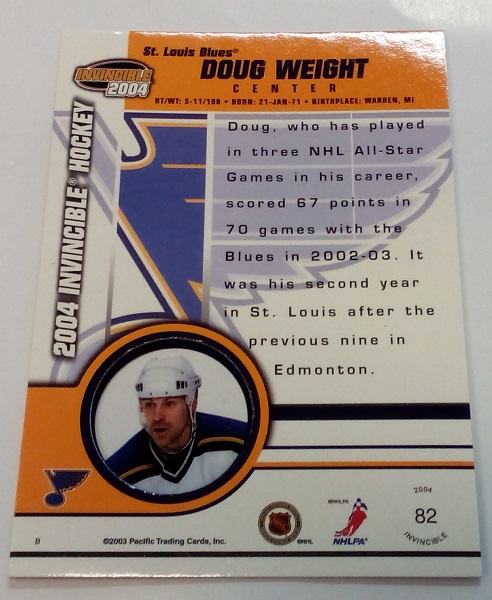 St. Louis Blues®
DOUG WEIGHT
CENTER
HT/WT: 5-11/198 • BORN: 21-JAN-71 • BIRTHPLACE: WARREN, MI
INVINCIBLE
2004
2004 INVINCIBLE® HOCKEY
Doug, who has played
in three NHL All-Star
Games in his career,
scored 67 points in
70 games with the
Blues in 2002-03. It
was his second year
in St. Louis after the
previous nine in
Edmonton.
B
©2003 Pacific Trading Cards, Inc.
©NHL
©NHLPA
NHLPA
2004
82
INVINCIBLE